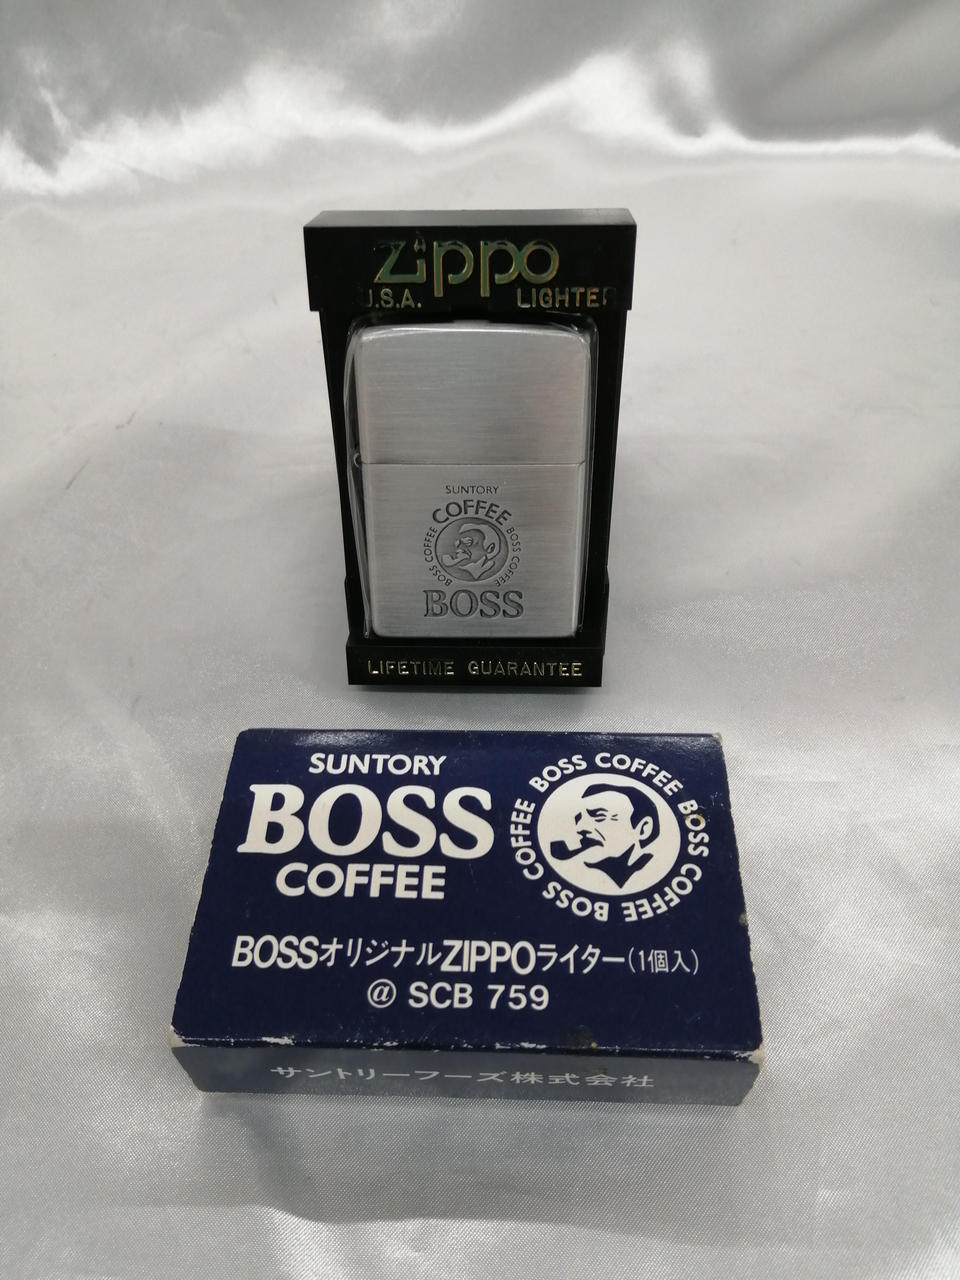 Zippo
U.S.A. LIGHTER
SUNTORY
COFFEE
BOSS COFFEE BOSS COFFEE
BOSS
LIFETIME GUARANTEE
SUNTORY
BOSS
COFFEE
BOSS COFFEE BOSS COFFEE BOSS COFFEE
BOSSオリジナルZIPPOライター(1個入)
@ SCB 759
サントリーフーズ株式会社